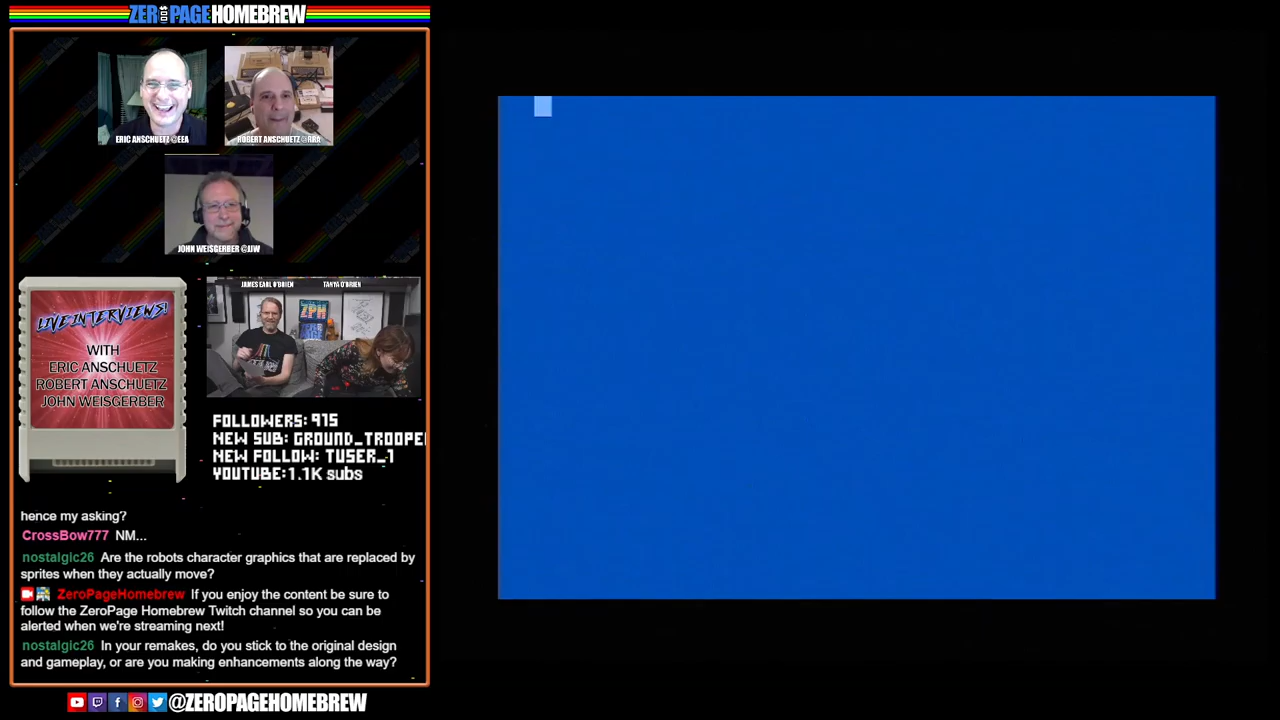 ZEROPAGE HOMEBREW
ERIC ANSCHUETZ @EEA
ROBERT ANSCHUETZ @RRA
JOHN WEISGERBER @JJW
LIVE INTERVIEWS!
WITH
ERIC ANSCHUETZ
ROBERT ANSCHUETZ
JOHN WEISGERBER
JAMES EARL O'BRIEN
TANYA O'BRIEN
ZPH
FOLLOWERS: 915
NEW SUB: GROUND_TROOPE
NEW FOLLOW: TUSER_1
YOUTUBE: 1.1K subs
hence my asking?
CrossBow777 NM...
nostalgic26 Are the robots character graphics that are replaced by
sprites when they actually move?
ZeroPageHomebrew If you enjoy the content be sure to
follow the ZeroPage Homebrew Twitch channel so you can be
alerted when we're streaming next!
nostalgic26 In your remakes, do you stick to the original design
and gameplay, or are you making enhancements along the way?
@ZEROPAGEHOMEBREW